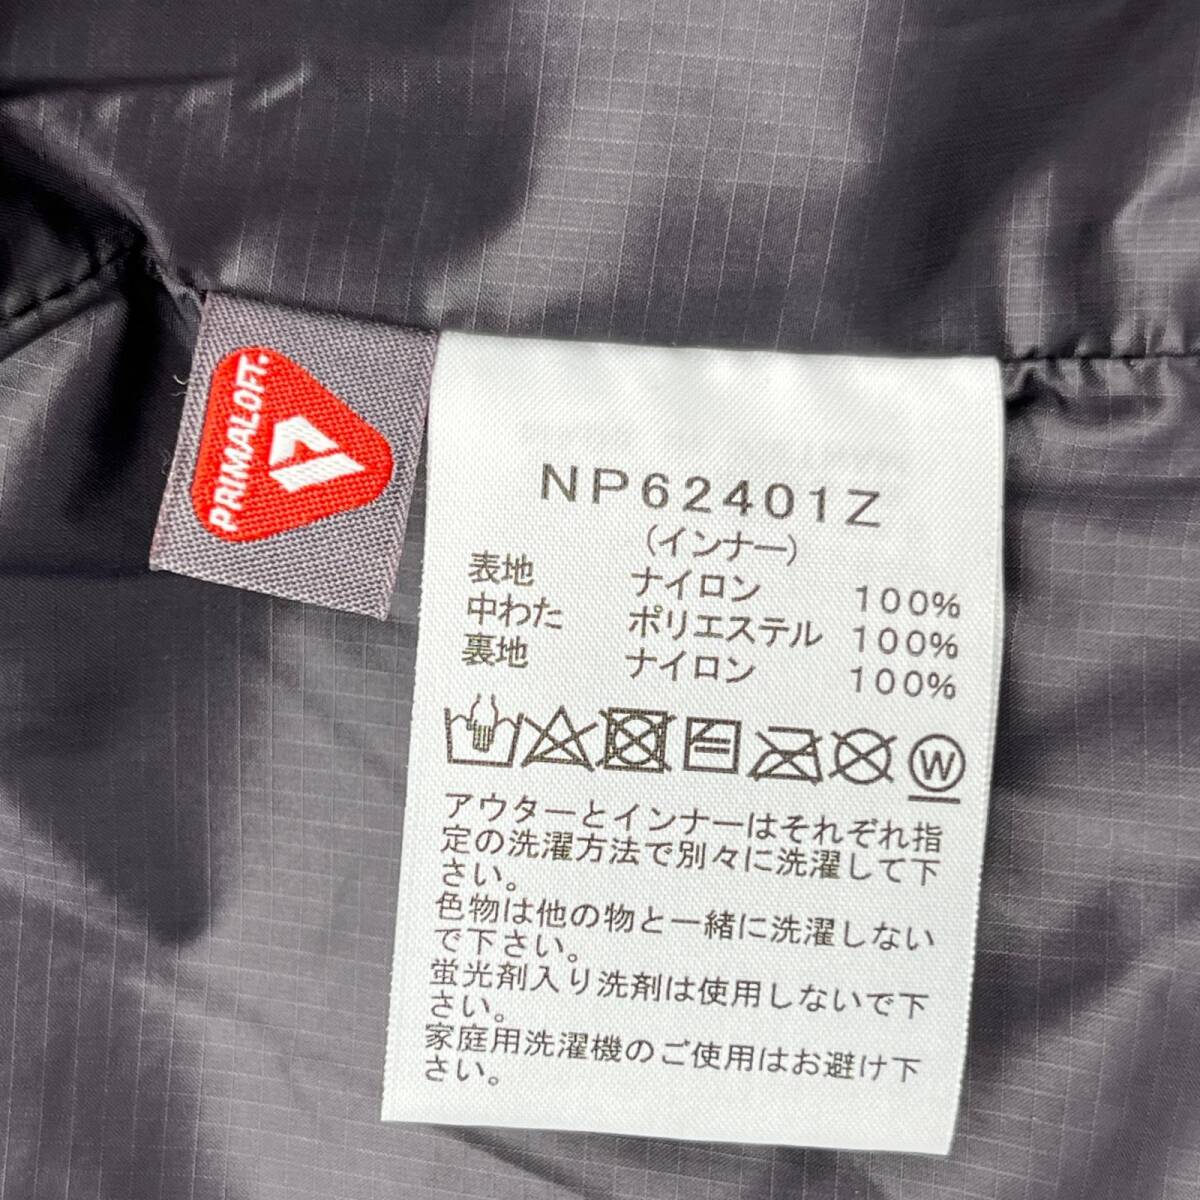 PRIMALOFT
NP62401Z
(インナー)
表地 ナイロン 100%
中わた ポリエステル 100%
裏地 ナイロン 100%
W
アウターとインナーはそれぞれ指
定の洗濯方法で別々に洗濯して下
さい。
色物は他の物と一緒に洗濯しない
で下さい。
蛍光剤入り洗剤は使用しないで下
さい。
家庭用洗濯機のご使用はお避け下
さい。